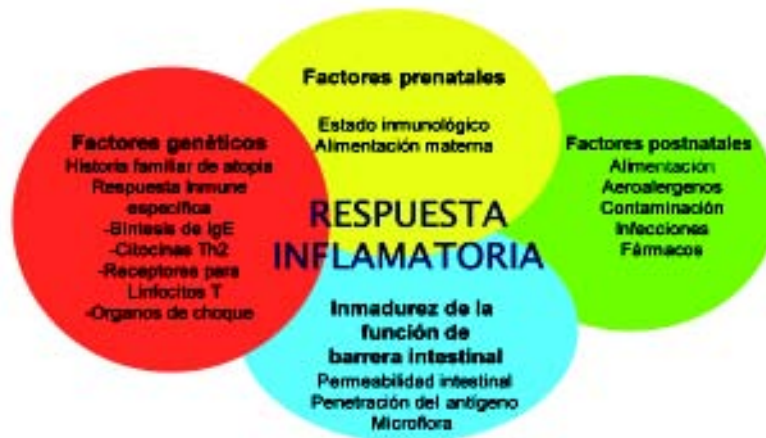 Factores prenatales
Estado inmunológico
Alimentación materna
Factores genéticos
Historia familiar de atopia
Respuesta Inmune
específica
-Síntesis de IgE
-Citocinas Th2
-Receptores para
Linfocitos T
-Organos de choque
Factores postnatales
Alimentación
Aeroalergenos
Contaminación
Infecciones
Fármacos
RESPUESTA
INFLAMATORIA
Inmadurez de la
función de
barrera intestinal
Permeabilidad intestinal
Penetración del antígeno
Microflora